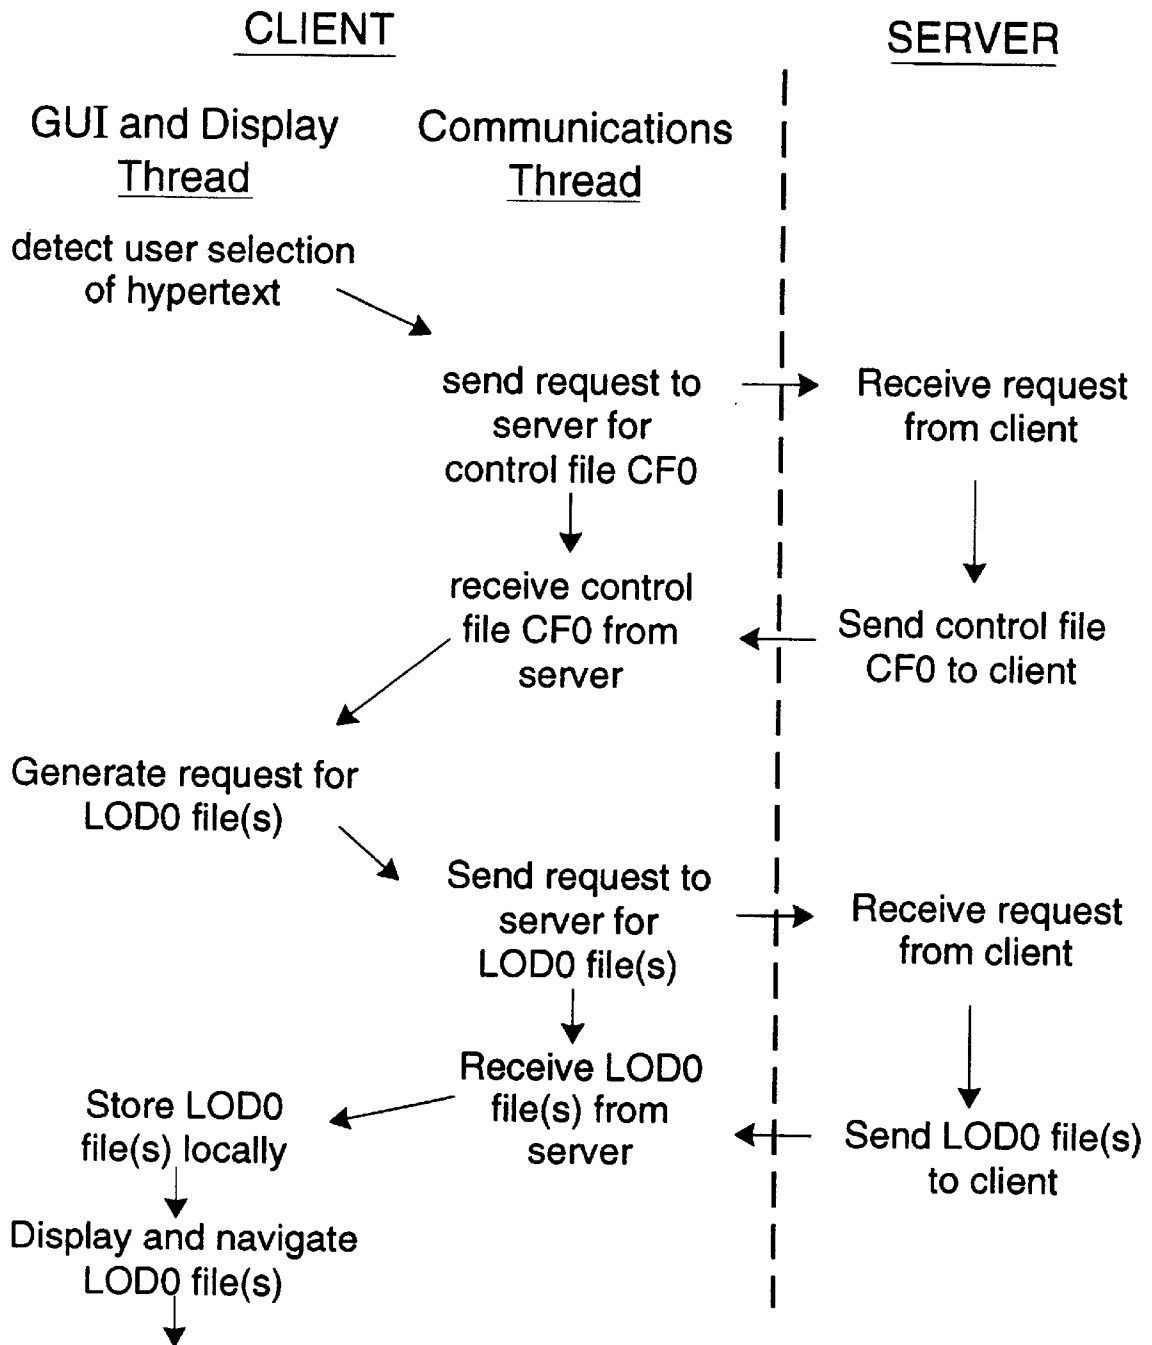 CLIENT
SERVER
GUI and Display
Thread
Communications
Thread
detect user selection
of hypertext
send request to
server for
control file CF0
Receive request
from client
receive control
file CF0 from
server
Send control file
CF0 to client
Generate request for
LOD0 file(s)
Send request to
server for
LOD0 file(s)
Receive request
from client
Receive LOD0
file(s) from
server
Send LOD0 file(s)
to client
Store LOD0
file(s) locally
Display and navigate
LOD0 file(s)